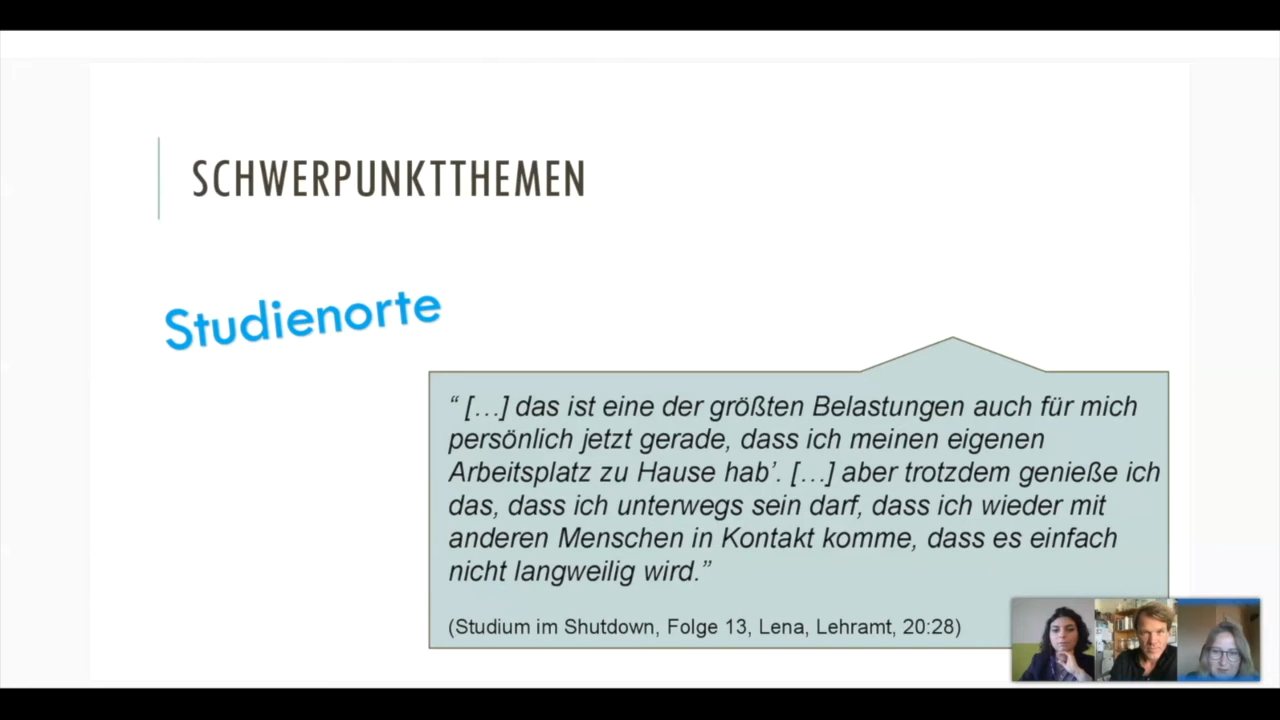 SCHWERPUNKTTHEMEN
Studienorte
“ […] das ist eine der größten Belastungen auch für mich
persönlich jetzt gerade, dass ich meinen eigenen
Arbeitsplatz zu Hause hab’. […] aber trotzdem genieße ich
das, dass ich unterwegs sein darf, dass ich wieder mit
anderen Menschen in Kontakt komme, dass es einfach
nicht langweilig wird.”
(Studium im Shutdown, Folge 13, Lena, Lehramt, 20:28)